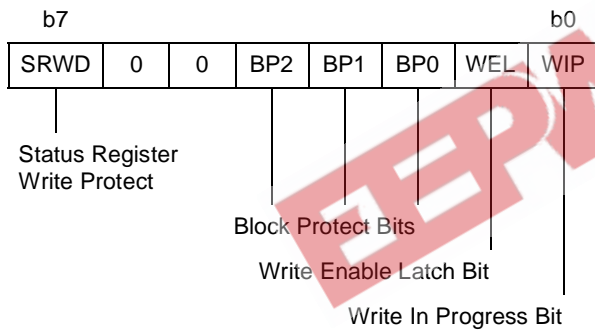 b7 b0
SRWD 0 0 BP2 BP1 BP0 WEL WIP
Status Register
Write Protect
Block Protect Bits
Write Enable Latch Bit
Write In Progress Bit